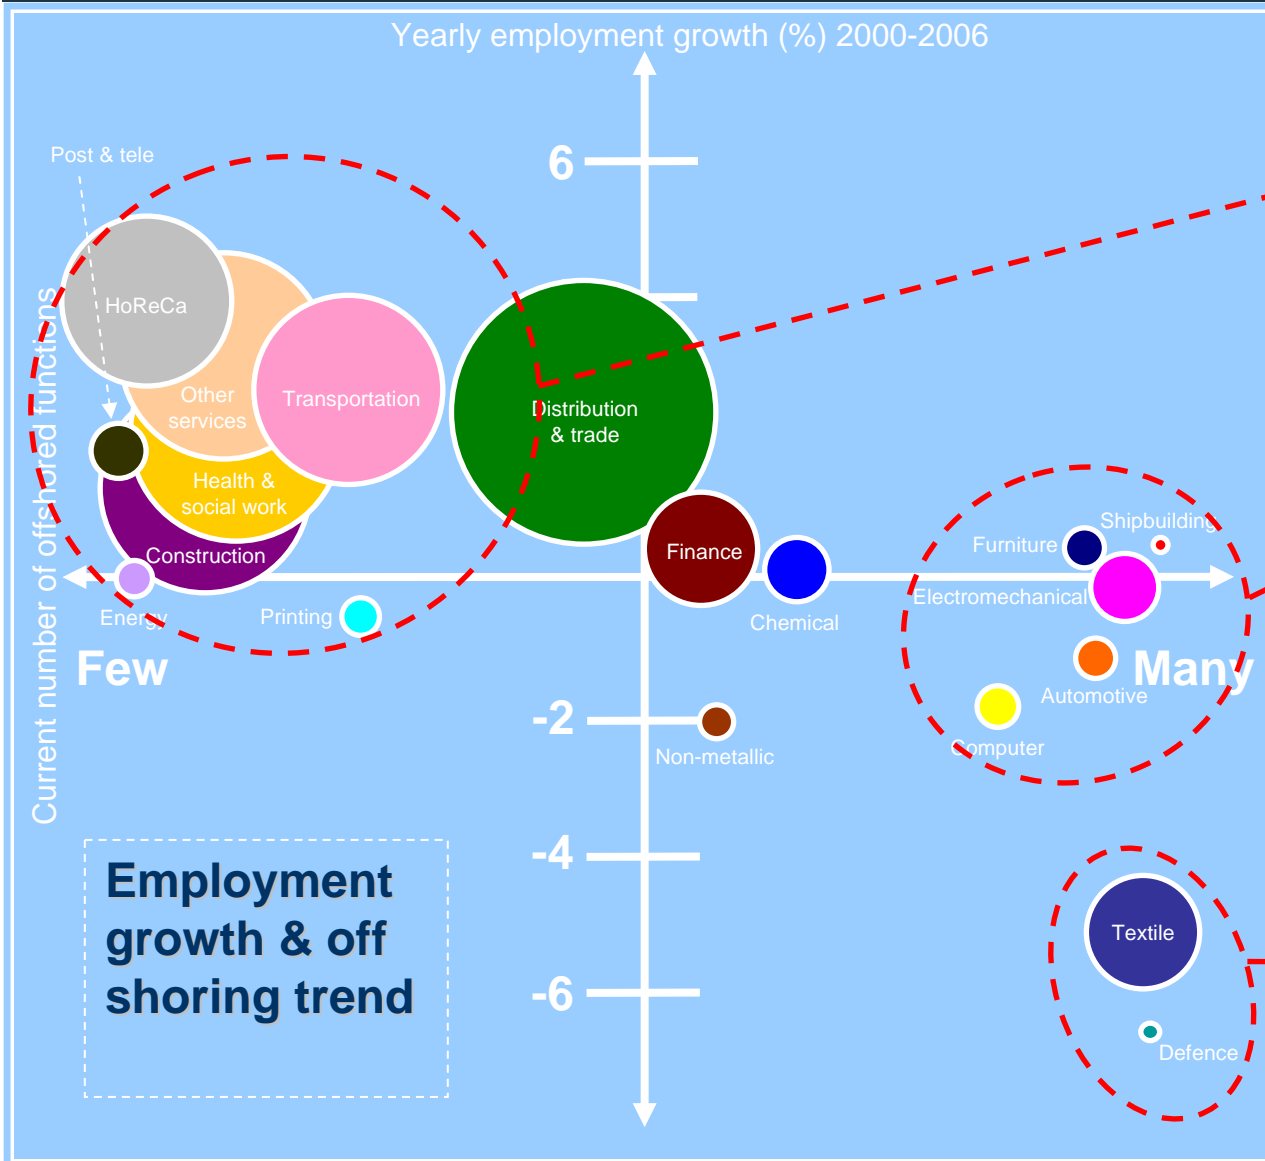 Yearly employment growth (%) 2000-2006
Post & tele
6
HoReCa
Other
services
Transportation
Distribution
& trade
Health &
social work
Construction
Finance
Chemical
Furniture
Shipbuilding
Electromechanical
Energy
Printing
Few
Many
Automotive
Computer
-2
Non-metallic
Current number of offshored functions
-4
Employment
growth & off
shoring trend
Textile
-6
Defence